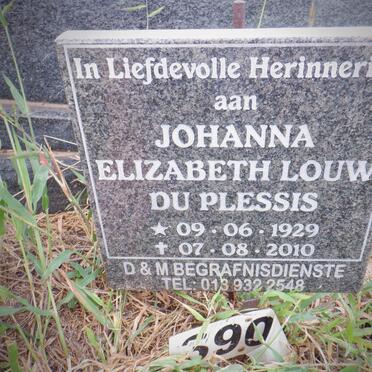 In Liefdevolle Herinneri
aan
JOHANNA
ELIZABETH LOUW
DU PLESSIS
★ 09 · 06 · 1929
✝ 07 · 08 · 2010
D & M BEGRAFNISDIENSTE
TEL: 013 932 2548
690